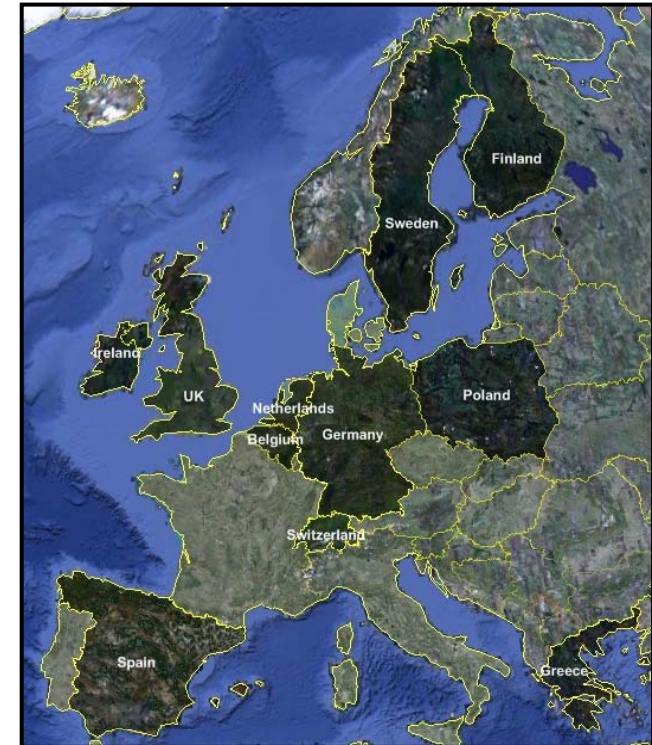 Finland
Sweden
Ireland
UK
Poland
Netherlands
Belgium
Germany
Switzerland
Spain
Greece